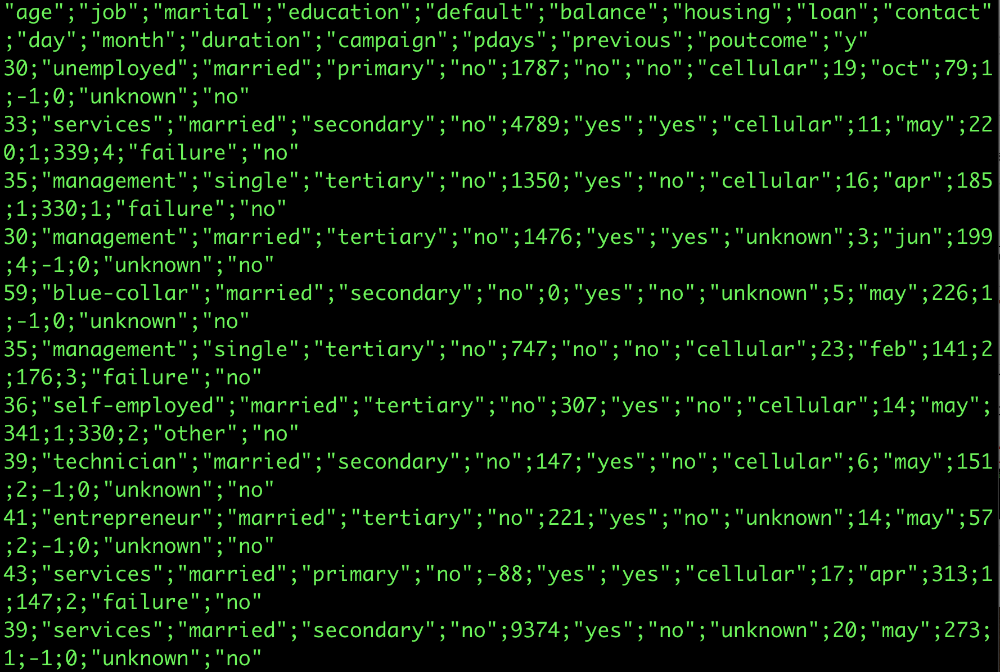 "age";"job";"marital";"education";"default";"balance";"housing";"loan";"contact"
;"day";"month";"duration";"campaign";"pdays";"previous";"poutcome";"y"
30;"unemployed";"married";"primary";"no";1787;"no";"no";"cellular";19;"oct";79;1
;-1;0;"unknown";"no"
33;"services";"married";"secondary";"no";4789;"yes";"yes";"cellular";11;"may";22
0;1;339;4;"failure";"no"
35;"management";"single";"tertiary";"no";1350;"yes";"no";"cellular";16;"apr";185
;1;330;1;"failure";"no"
30;"management";"married";"tertiary";"no";1476;"yes";"yes";"unknown";3;"jun";199
;4;-1;0;"unknown";"no"
59;"blue-collar";"married";"secondary";"no";0;"yes";"no";"unknown";5;"may";226;1
;-1;0;"unknown";"no"
35;"management";"single";"tertiary";"no";747;"no";"no";"cellular";23;"feb";141;2
;176;3;"failure";"no"
36;"self-employed";"married";"tertiary";"no";307;"yes";"no";"cellular";14;"may";
341;1;330;2;"other";"no"
39;"technician";"married";"secondary";"no";147;"yes";"no";"cellular";6;"may";151
;2;-1;0;"unknown";"no"
41;"entrepreneur";"married";"tertiary";"no";221;"yes";"no";"unknown";14;"may";57
;2;-1;0;"unknown";"no"
43;"services";"married";"primary";"no";-88;"yes";"yes";"cellular";17;"apr";313;1
;147;2;"failure";"no"
39;"services";"married";"secondary";"no";9374;"yes";"no";"unknown";20;"may";273;
1;-1;0;"unknown";"no"